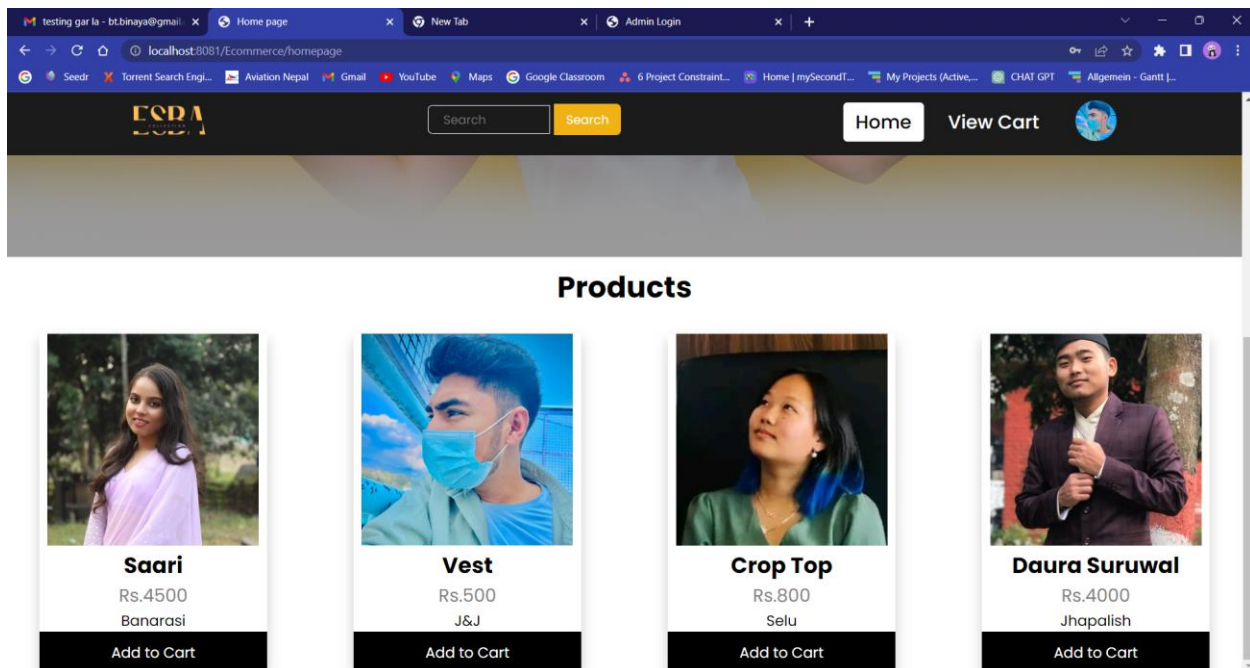 testing gar la - bt.binaya@gmail.
Home page
New Tab
Admin Login
localhost:8081/Ecommerce/homepage
Seedr
Torrent Search Engi...
Aviation Nepal
Gmail
YouTube
Maps
Google Classroom
6 Project Constraint...
Home | mySecondT...
My Projects (Active,...
CHAT GPT
Allgemein - Gantt |...
ESBA
Search
Search
Home
View Cart
Products
Saari
Rs.4500
Banarasi
Add to Cart
Vest
Rs.500
J&J
Add to Cart
Crop Top
Rs.800
Selu
Add to Cart
Daura Suruwal
Rs.4000
Jhapalish
Add to Cart